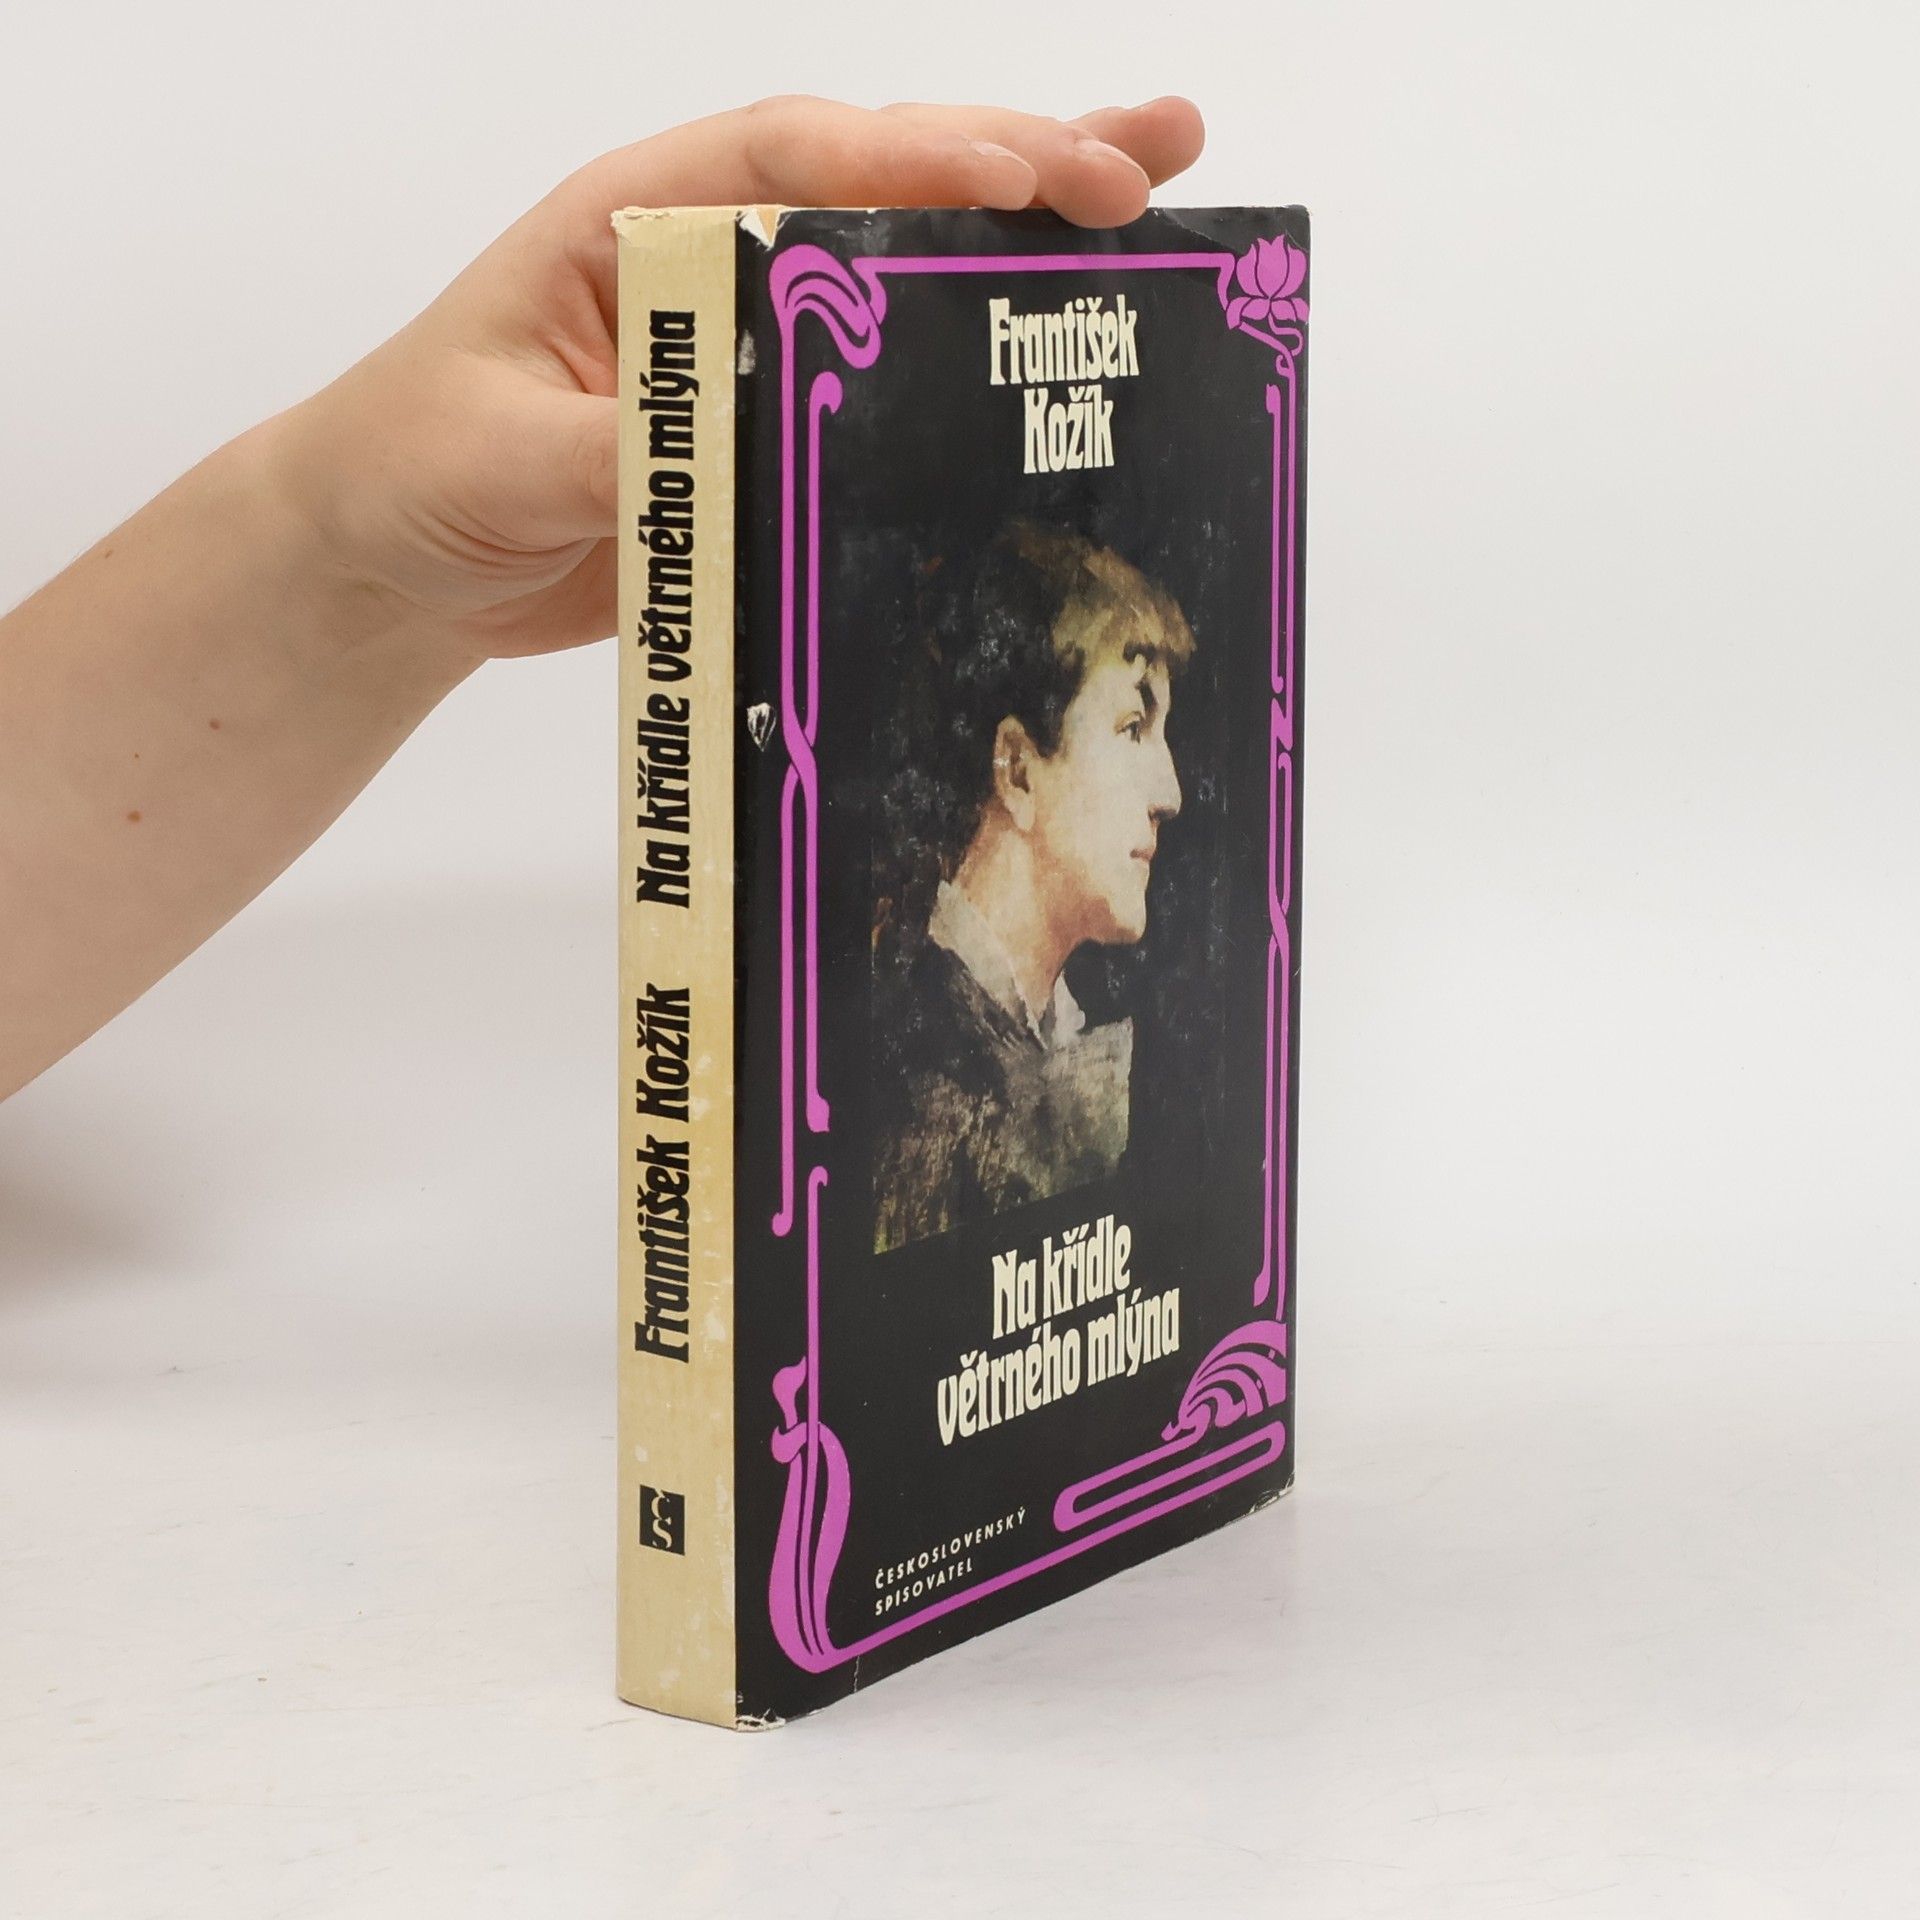 František Kožík Na křídle větrného mlýna
ČS
František
Kožík
Na křídle
větrného mlýna
ČESKOSLOVENSKÝ
SPISOVATEL